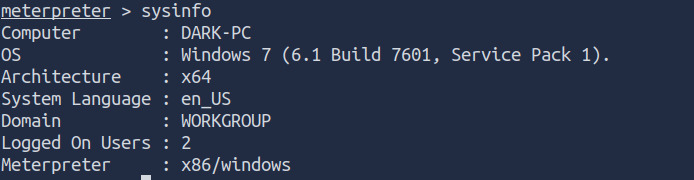 meterpreter > sysinfo
Computer        : DARK-PC
OS              : Windows 7 (6.1 Build 7601, Service Pack 1).
Architecture    : x64
System Language : en_US
Domain          : WORKGROUP
Logged On Users : 2
Meterpreter     : x86/windows